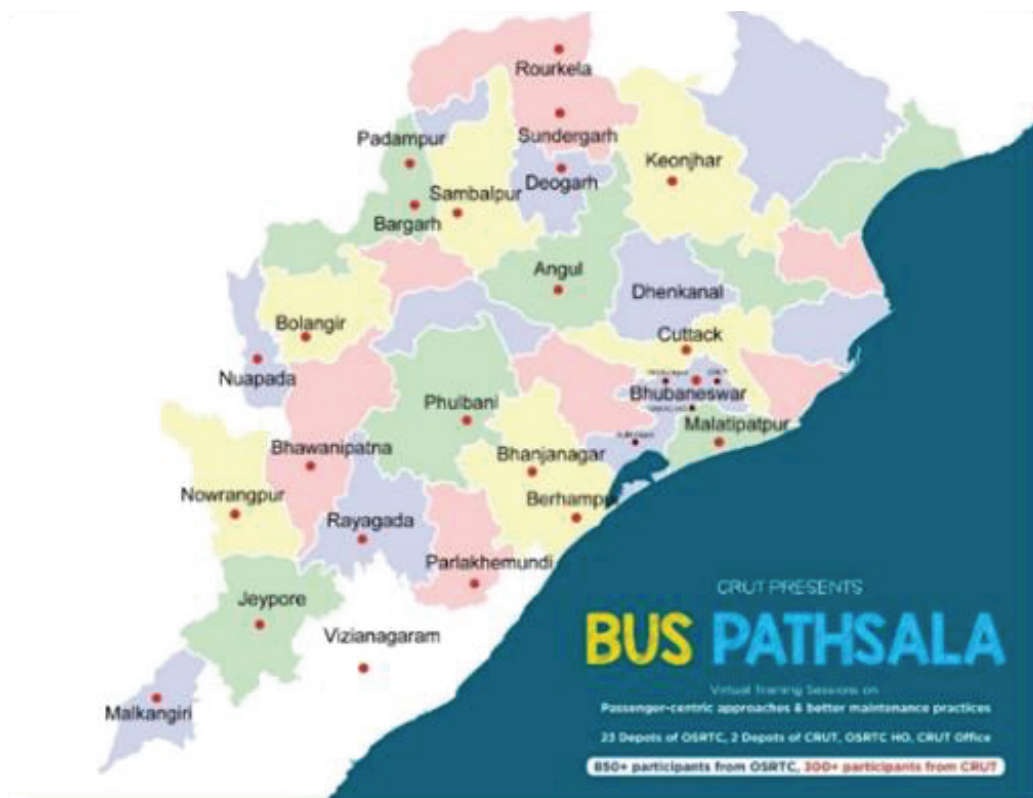 Rourkela
Sundergarh
Padampur
Deogarh
Keonjhar
Sambalpur
Bargarh
Angul
Dhenkanal
Bolangir
Cuttack
Nuapada
Bhubaneswar
Phulbani
Malatipatpur
Bhawanipatna
Bhanjanagar
Nowrangpur
Berhampu
Rayagada
Parlakhemundi
Jeypore
Vizianagaram
Malkangiri
CRUT PRESENTS
BUS PATHSALA
Virtual Training Sessions on
Passenger-centric approaches & better maintenance practices
23 Depots of OSRTC, 2 Depots of CRUT, OSRTC HO, CRUT Office
850+ participants from OSRTC, 300+ participants from CRUT